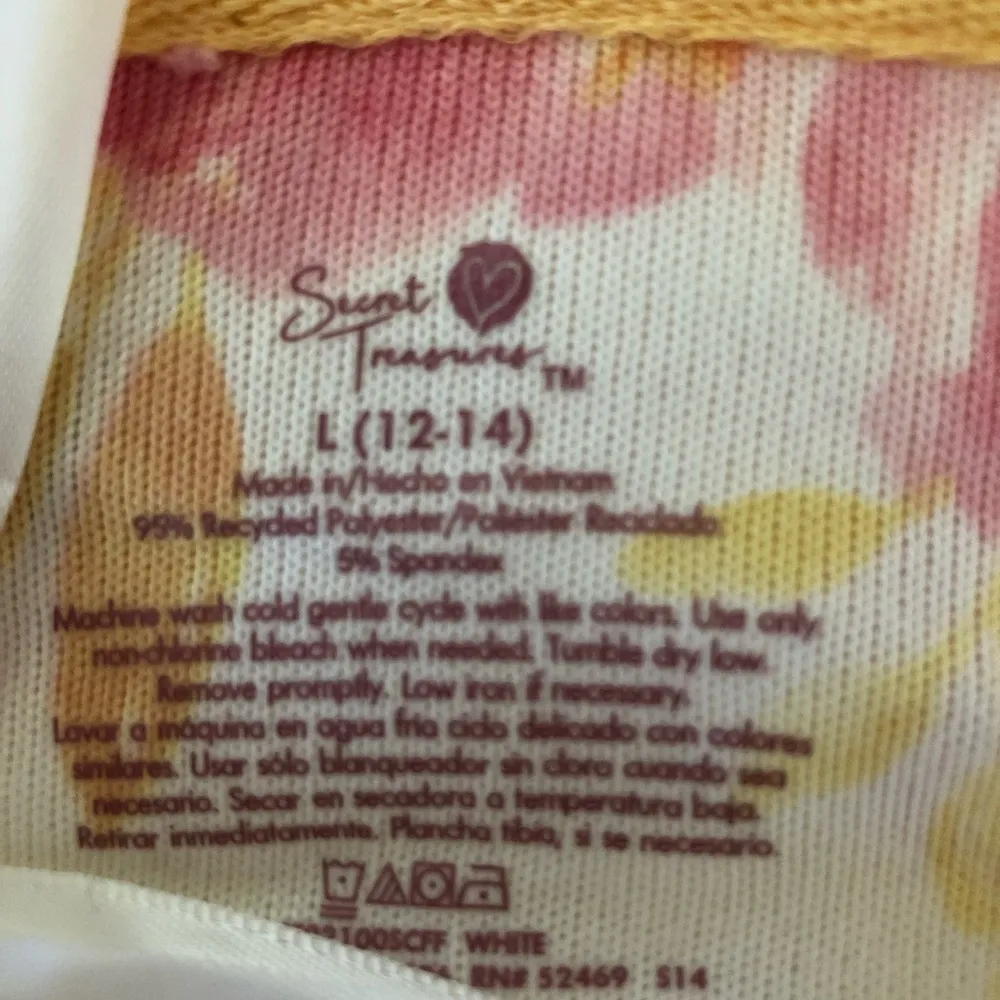 Secret
Treasures TM
L (12-14)
Made in/Hecho en Vietnam
95% Recycled Polyester/Poliéster Reciclado
5% Spandex
Machine wash cold gentle cycle with like colors. Use only
non-chlorine bleach when needed. Tumble dry low.
Remove promptly. Low iron if necessary.
Lavar a máquina en agua fría ciclo delicado con colores
similares. Usar sólo blanqueador sin cloro cuando sea
necesario. Secar en secadora a temperatura baja.
Retirar inmediatamente. Plancha tibia, si se necesario.
WHITE
RN# 52469 S14